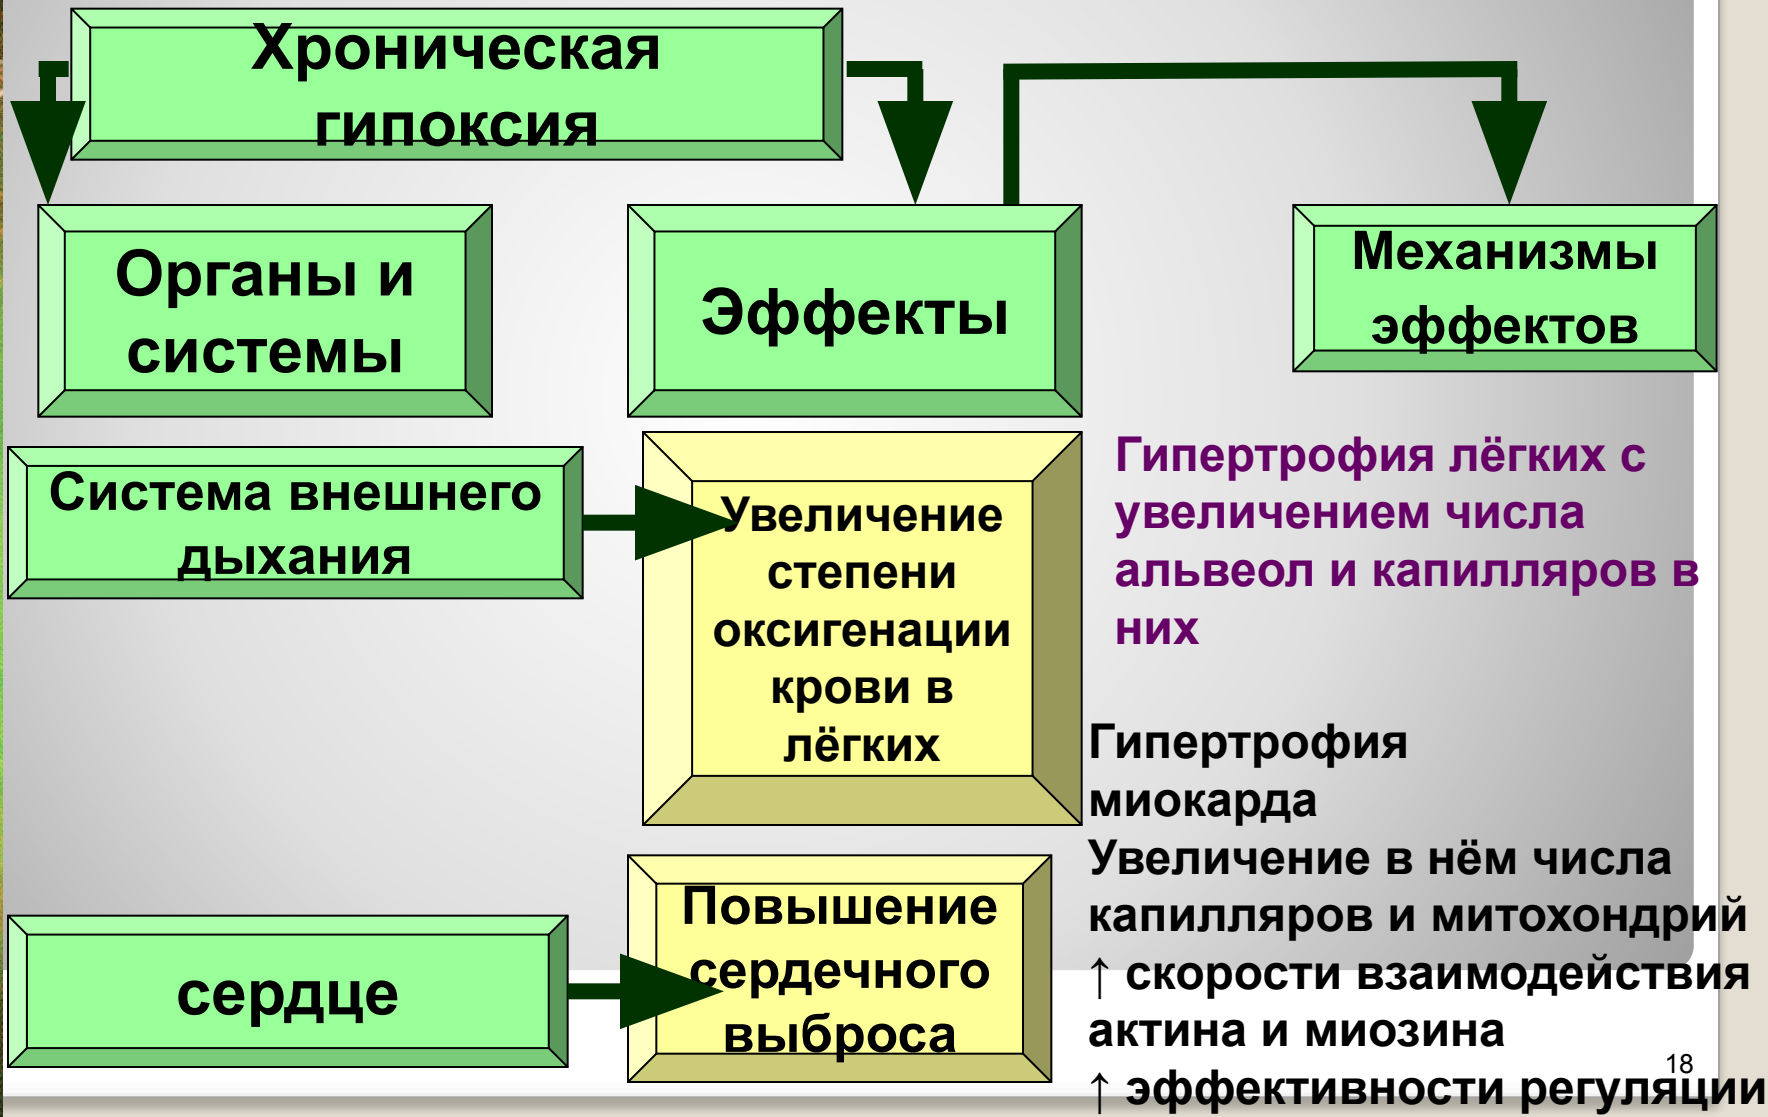 Хроническая
гипоксия
Органы и
системы
Эффекты
Механизмы
эффектов
Система внешнего
дыхания
Увеличение
степени
оксигенации
крови в
лёгких
Гипертрофия лёгких с
увеличением числа
альвеол и капилляров в
них
сердце
Повышение
сердечного
выброса
Гипертрофия
миокарда
Увеличение в нём числа
капилляров и митохондрий
↑ скорости взаимодействия
актина и миозина
↑ эффективности регуляции
18